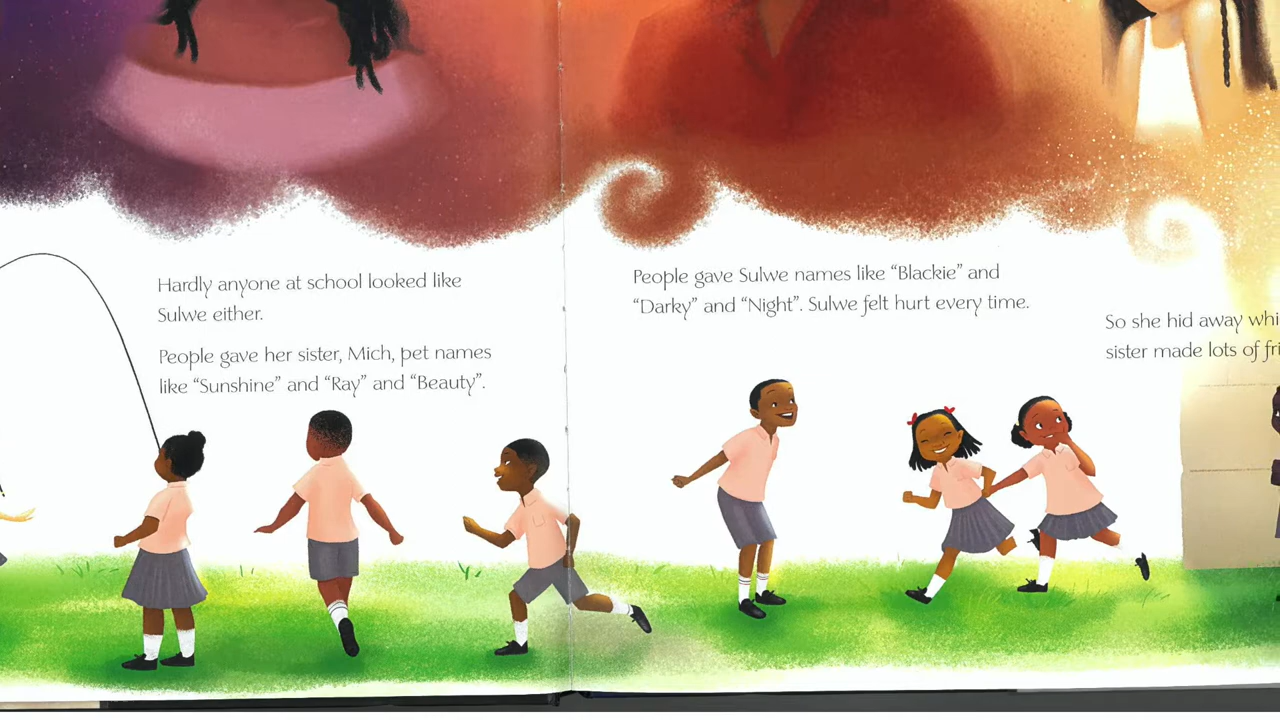 Hardly anyone at school looked like
Sulwe either.
People gave her sister, Mich, pet names
like “Sunshine” and “Ray” and “Beauty”.
People gave Sulwe names like “Blackie” and
“Darky” and “Night”. Sulwe felt hurt every time.
So she hid away
sister made lots of